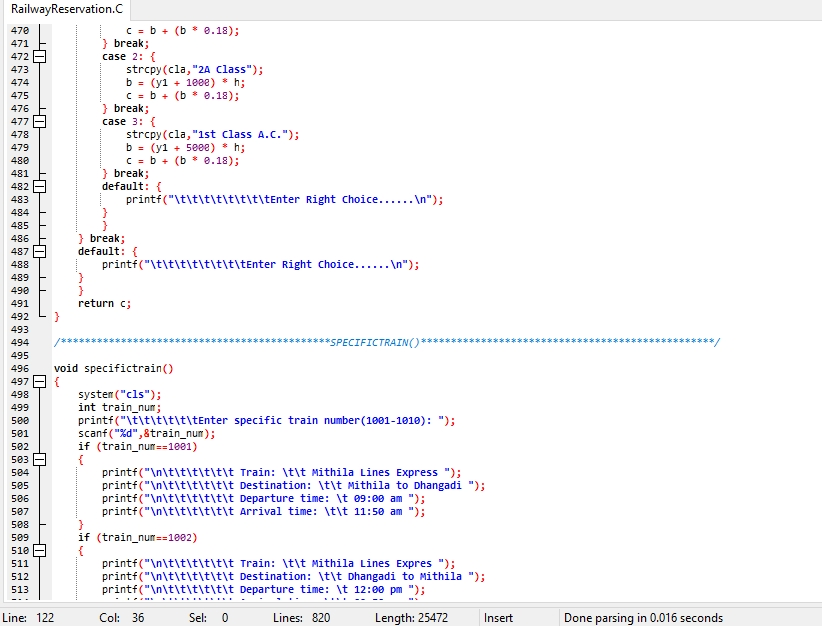 RailwayReservation.C
470 c = b + (b * 0.18);
471 } break;
472 case 2: {
473 strcpy(cla,"2A Class");
474 b = (y1 + 1000) * h;
475 c = b + (b * 0.18);
476 } break;
477 case 3: {
478 strcpy(cla,"1st Class A.C.");
479 b = (y1 + 5000) * h;
480 c = b + (b * 0.18);
481 } break;
482 default: {
483 printf("\t\t\t\t\t\t\t\tEnter Right Choice......\n");
484 }
485 }
486 } break;
487 default: {
488 printf("\t\t\t\t\t\t\t\tEnter Right Choice......\n");
489 }
490 }
491 return c;
492 }
493
494 /*********************************************SPECIFICTRAIN()*************************************************/
495
496 void specifictrain()
497 {
498 system("cls");
499 int train_num;
500 printf("\t\t\t\t\t\tEnter specific train number(1001-1010): ");
501 scanf("%d",&train_num);
502 if (train_num==1001)
503 {
504 printf("\n\t\t\t\t\t\t Train: \t\t Mithila Lines Express ");
505 printf("\n\t\t\t\t\t\t Destination: \t\t Mithila to Dhangadi ");
506 printf("\n\t\t\t\t\t\t Departure time: \t 09:00 am ");
507 printf("\n\t\t\t\t\t\t Arrival time: \t\t 11:50 am ");
508 }
509 if (train_num==1002)
510 {
511 printf("\n\t\t\t\t\t\t Train: \t\t Mithila Lines Expres ");
512 printf("\n\t\t\t\t\t\t Destination: \t\t Dhangadi to Mithila ");
513 printf("\n\t\t\t\t\t\t Departure time: \t 12:00 pm ");
Line: 122 Col: 36 Sel: 0 Lines: 820 Length: 25472 Insert Done parsing in 0.016 seconds